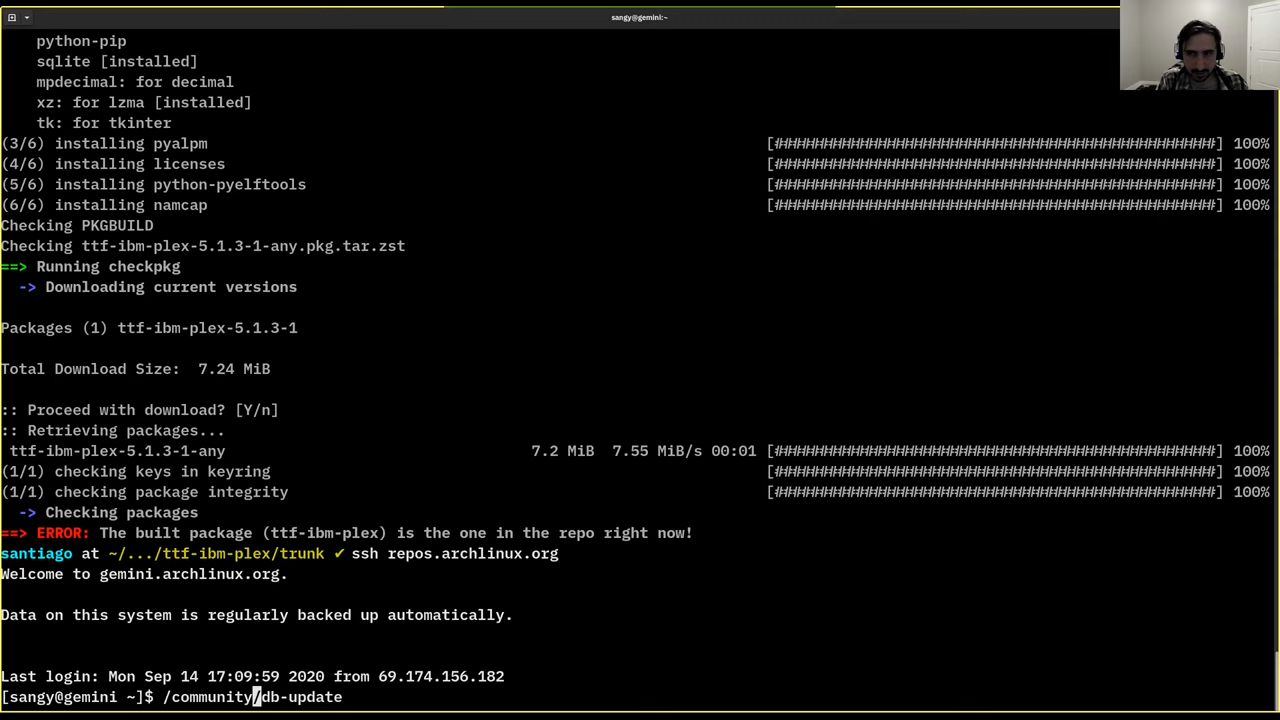 sangy@gemini:~
python-pip
sqlite [installed]
mpdecimal: for decimal
xz: for lzma [installed]
tk: for tkinter
(3/6) installing pyalpm [#################################################] 100%
(4/6) installing licenses [#################################################] 100%
(5/6) installing python-pyelftools [#################################################] 100%
(6/6) installing namcap [#################################################] 100%
Checking PKGBUILD
Checking ttf-ibm-plex-5.1.3-1-any.pkg.tar.zst
==> Running checkpkg
-> Downloading current versions
Packages (1) ttf-ibm-plex-5.1.3-1
Total Download Size:  7.24 MiB
:: Proceed with download? [Y/n]
:: Retrieving packages...
ttf-ibm-plex-5.1.3-1-any 7.2 MiB  7.55 MiB/s 00:01 [#################################################] 100%
(1/1) checking keys in keyring [#################################################] 100%
(1/1) checking package integrity [#################################################] 100%
-> Checking packages
==> ERROR: The built package (ttf-ibm-plex) is the one in the repo right now!
santiago at ~/.../ttf-ibm-plex/trunk ✔ ssh repos.archlinux.org
Welcome to gemini.archlinux.org.
Data on this system is regularly backed up automatically.
Last login: Mon Sep 14 17:09:59 2020 from 69.174.156.182
[sangy@gemini ~]$ /community/db-update